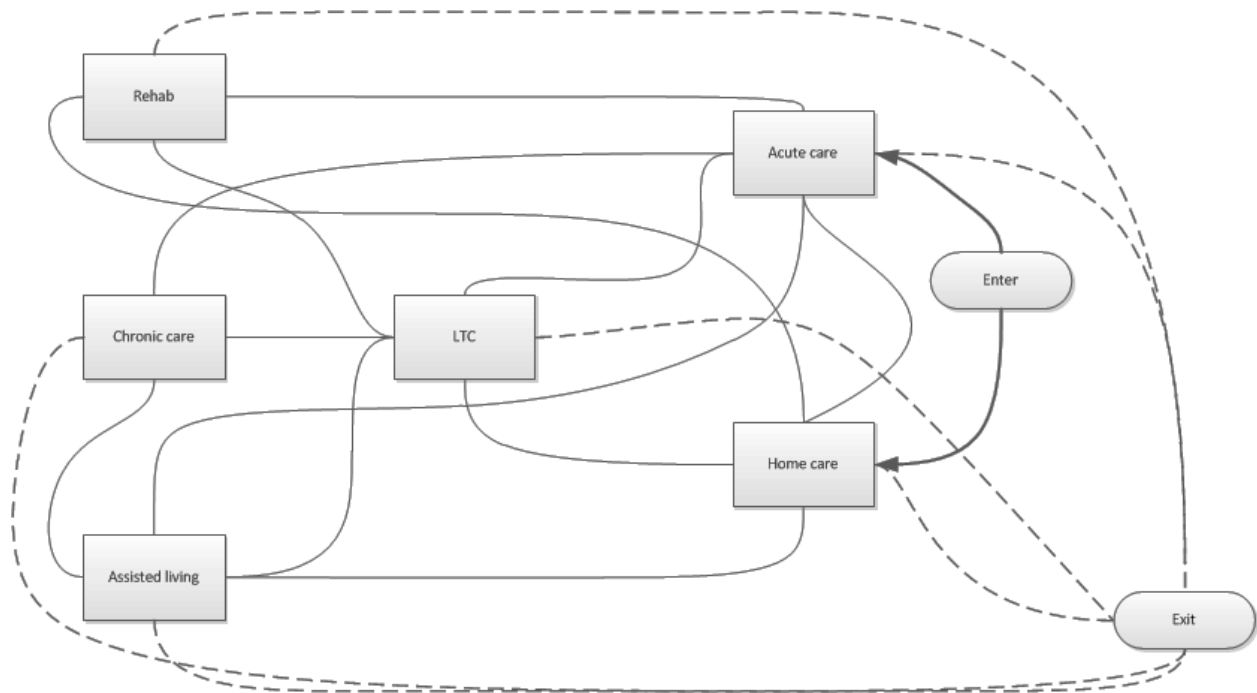 Rehab
Acute care
Enter
Chronic care
LTC
Home care
Assisted living
Exit